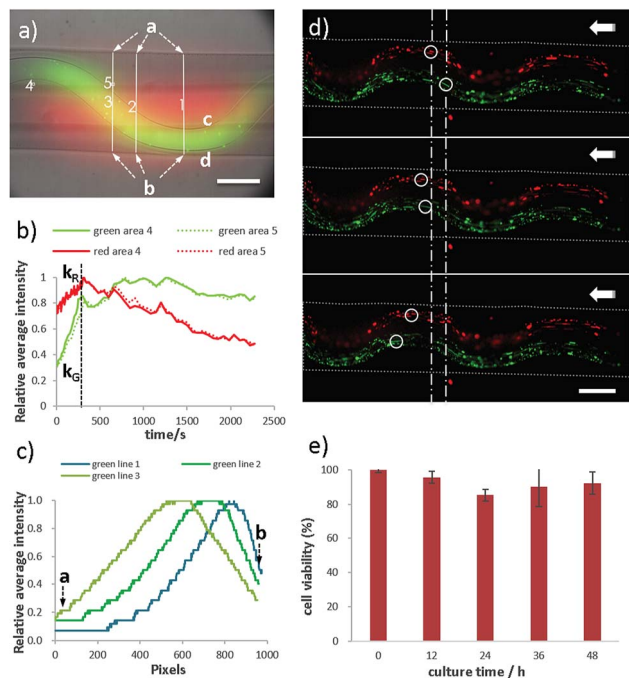 a)
a
4
5
3
2
1
c
d
b
b)
green area 4
green area 5
red area 4
red area 5
Relative average intensity
1
0.8
0.6
0.4
0.2
0
kR
kG
0
500
1000
1500
2000
2500
time/s
c)
green line 1
green line 2
green line 3
Relative average intensity
1.0
0.8
0.6
0.4
0.2
0.0
a
b
0
200
400
600
800
1000
Pixels
d)
e)
cell viability (%)
100
80
60
40
20
0
0
12
24
36
48
culture time / h